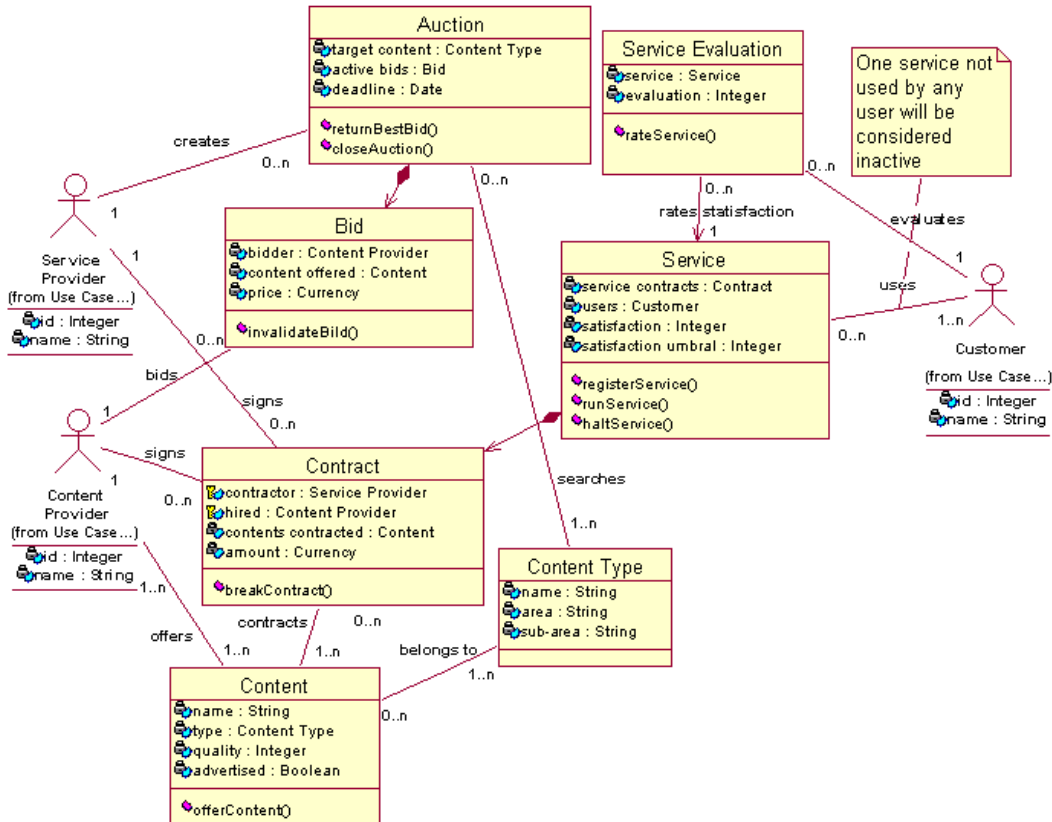 Auction
target content : Content Type
active bids : Bid
deadline : Date
returnBestBid()
closeAuction()
Service Evaluation
service : Service
evaluation : Integer
rateService()
One service not
used by any
user will be
considered
inactive
creates
0..n
1
0..n
0..n
0..n
rates statisfaction
1
evaluates
1
Service
Provider
(from Use Case...)
id : Integer
name : String
1
Bid
bidder : Content Provider
content offered : Content
price : Currency
invalidateBild()
Service
service contracts : Contract
users : Customer
satisfaction : Integer
satisfaction umbral : Integer
registerService()
runService()
haltService()
uses
0..n
1..n
Customer
(from Use Case...)
id : Integer
name : String
0..n
bids
1
signs
0..n
signs
1
0..n
Content
Provider
(from Use Case...)
id : Integer
name : String
1..n
Contract
contractor : Service Provider
hired : Content Provider
contents contracted : Content
amount : Currency
breakContract()
searches
1..n
Content Type
name : String
area : String
sub-area : String
offers
1..n
contracts
0..n
1..n
belongs to
1..n
0..n
Content
name : String
type : Content Type
quality : Integer
advertised : Boolean
offerContent()